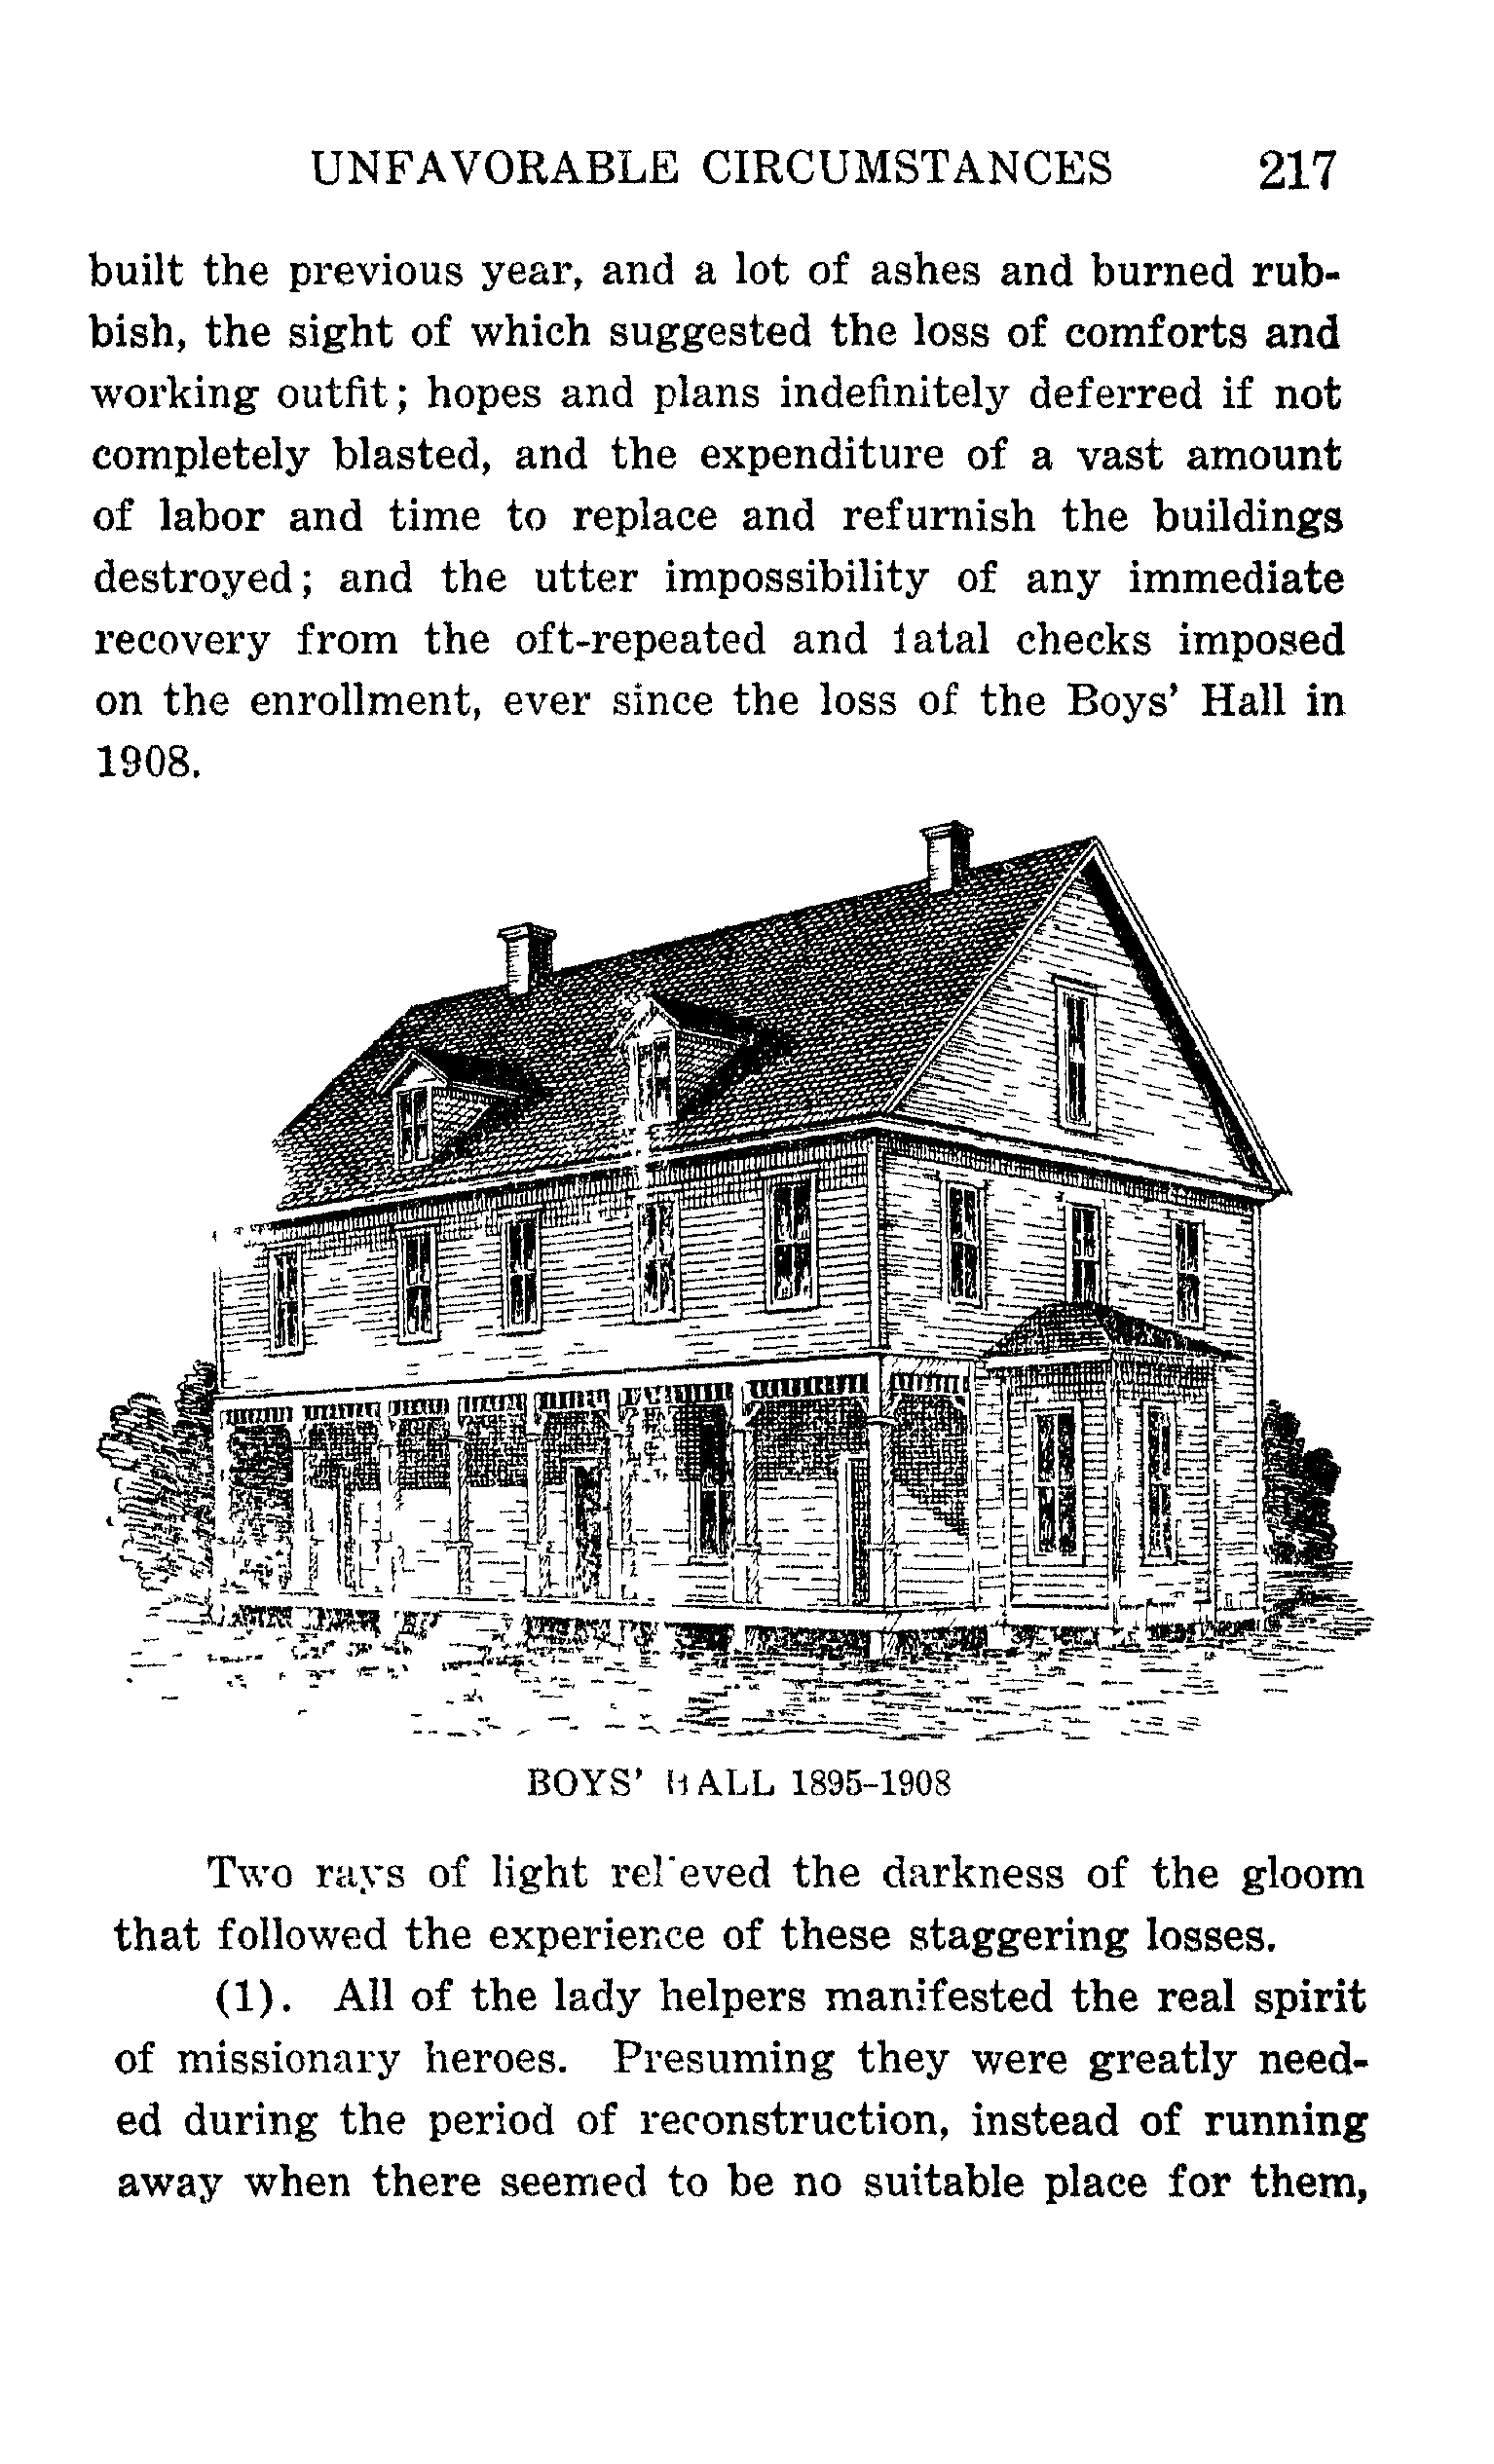 UNFAVORABLE CIRCUMSTANCES 217
built the previous year, and a lot of ashes and burned rub-
bish, the sight of which suggested the loss of comforts and
working outfit; hopes and plans indefinitely deferred if not
completely blasted, and the expenditure of a vast amount
of labor and time to replace and refurnish the buildings
destroyed; and the utter impossibility of any immediate
recovery from the oft-repeated and fatal checks imposed
on the enrollment, ever since the loss of the Boys' Hall in
1908.
BOYS' HALL 1895-1908
Two rays of light relieved the darkness of the gloom
that followed the experience of these staggering losses.
(1). All of the lady helpers manifested the real spirit
of missionary heroes. Presuming they were greatly need-
ed during the period of reconstruction, instead of running
away when there seemed to be no suitable place for them,